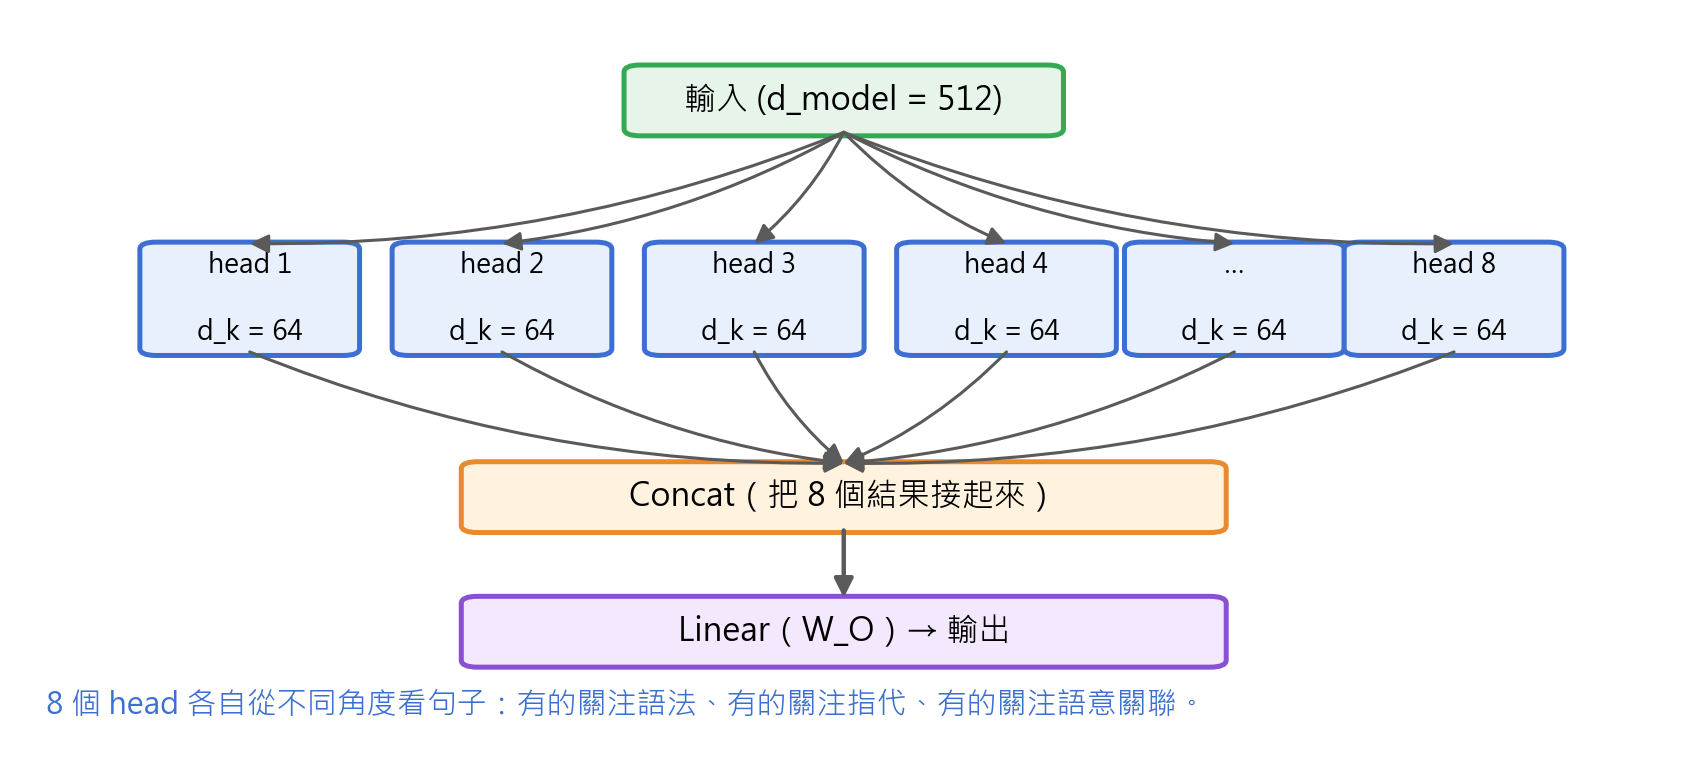 輸入 (d_model = 512)
head 1
d_k = 64
head 2
d_k = 64
head 3
d_k = 64
head 4
d_k = 64
...
d_k = 64
head 8
d_k = 64
Concat（把 8 個結果接起來）
Linear（W_O）→ 輸出
8 個 head 各自從不同角度看句子：有的關注語法、有的關注指代、有的關注語意關聯。